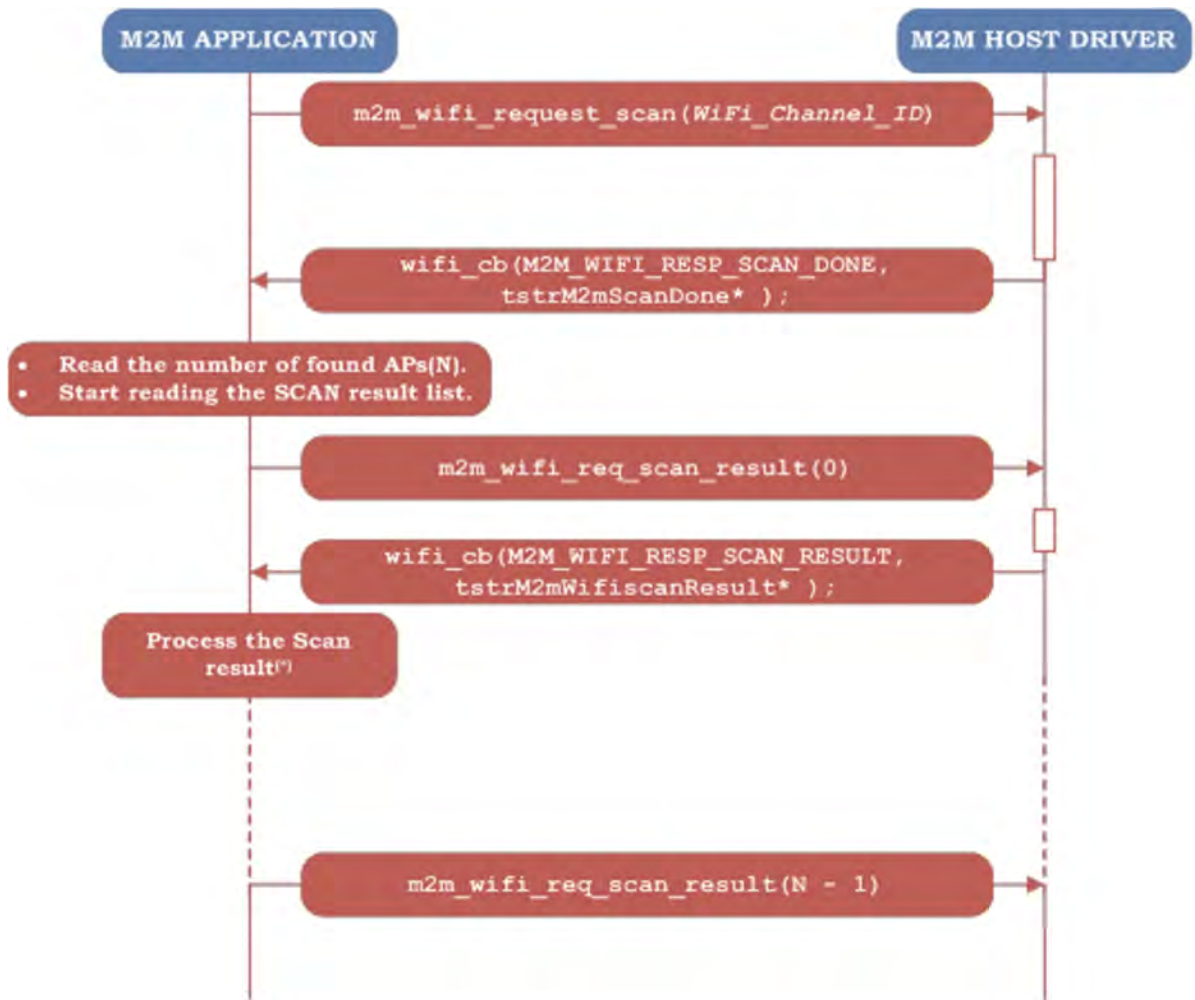 M2M APPLICATION
M2M HOST DRIVER
m2m_wifi_request_scan(WiFi_Channel_ID)
wifi_cb(M2M_WIFI_RESP_SCAN_DONE,
tstrM2mScanDone* );
• Read the number of found APs(N).
• Start reading the SCAN result list.
m2m_wifi_req_scan_result(0)
wifi_cb(M2M_WIFI_RESP_SCAN_RESULT,
tstrM2mWifiscanResult* );
Process the Scan
result(*)
m2m_wifi_req_scan_result(N - 1)